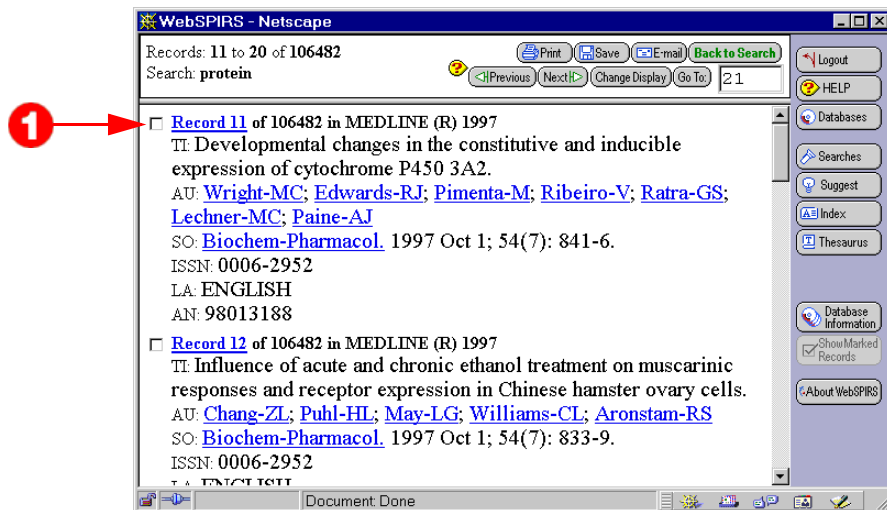 WebSPIRS - Netscape
Records: 11 to 20 of 106482
Search: protein
Print Save E-mail Back to Search
? Previous Next Change Display Go To: 21
1
Record 11 of 106482 in MEDLINE (R) 1997
TI: Developmental changes in the constitutive and inducible
expression of cytochrome P450 3A2.
AU: Wright-MC; Edwards-RJ; Pimenta-M; Ribeiro-V; Ratra-GS;
Lechner-MC; Paine-AJ
SO: Biochem-Pharmacol. 1997 Oct 1; 54(7): 841-6.
ISSN: 0006-2952
LA: ENGLISH
AN: 98013188
Record 12 of 106482 in MEDLINE (R) 1997
TI: Influence of acute and chronic ethanol treatment on muscarinic
responses and receptor expression in Chinese hamster ovary cells.
AU: Chang-ZL; Puhl-HL; May-LG; Williams-CL; Aronstam-RS
SO: Biochem-Pharmacol. 1997 Oct 1; 54(7): 833-9.
ISSN: 0006-2952
LA: ENGLISH
Logout
? HELP
Databases
Searches
Suggest
Index
Thesaurus
Database
Information
Show Marked
Records
About WebSPIRS
Document: Done